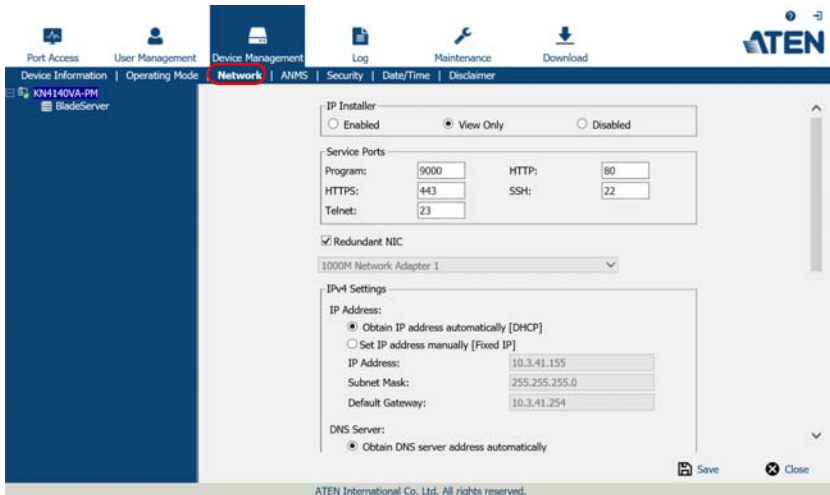 ATEN
Port Access User Management Device Management Log Maintenance Download
Device Information | Operating Mode | Network | ANMS | Security | Date/Time | Disclaimer
KN4140VA-PM
BladeServer
IP Installer
Enabled View Only Disabled
Service Ports
Program: 9000 HTTP: 80
HTTPS: 443 SSH: 22
Telnet: 23
Redundant NIC
1000M Network Adapter 1
IPv4 Settings
IP Address:
Obtain IP address automatically [DHCP]
Set IP address manually [Fixed IP]
IP Address: 10.3.41.155
Subnet Mask: 255.255.255.0
Default Gateway: 10.3.41.254
DNS Server:
Obtain DNS server address automatically
Save Close
ATEN International Co. Ltd. All rights reserved.